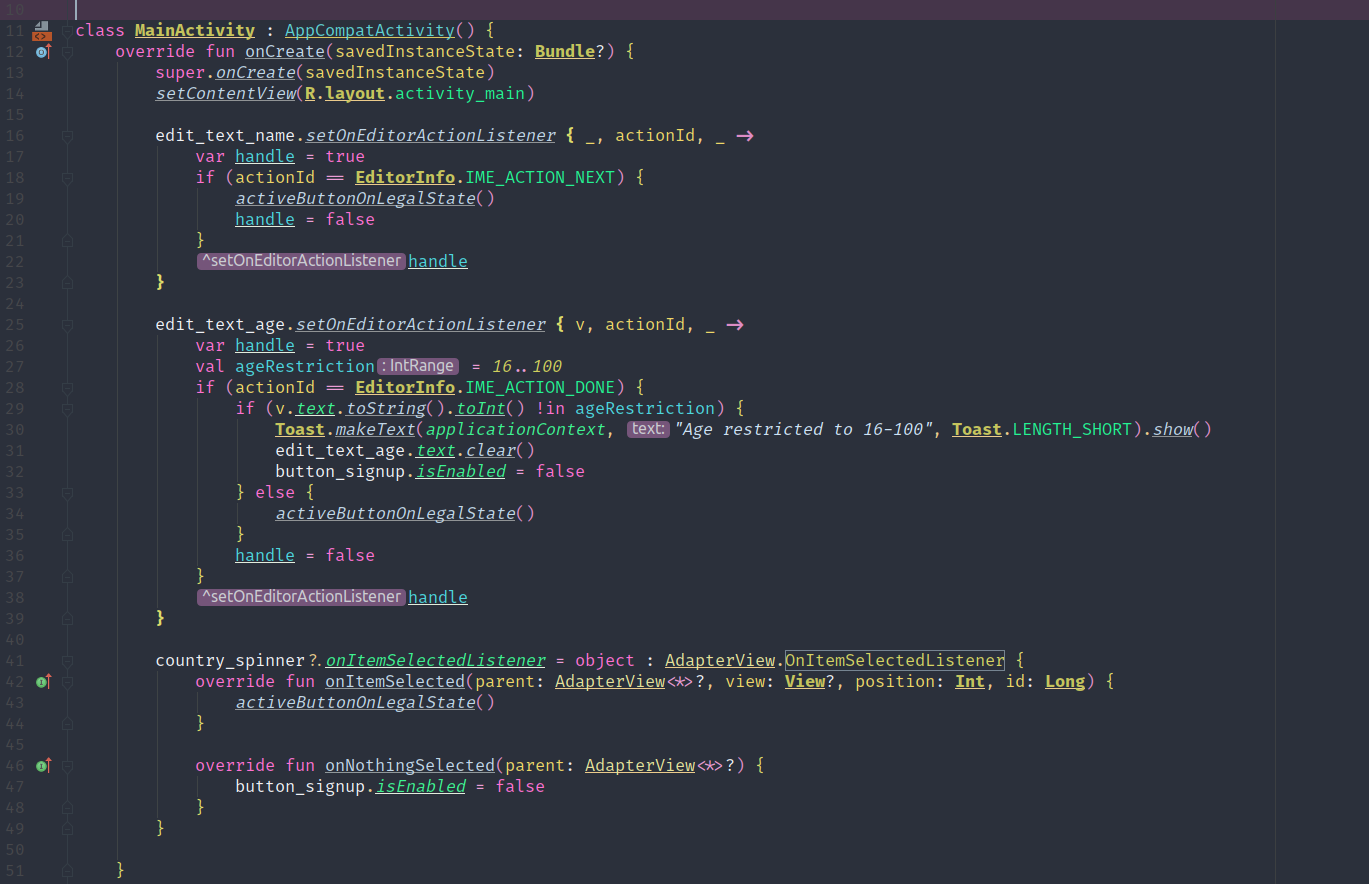 10
11 class MainActivity : AppCompatActivity() {
12 override fun onCreate(savedInstanceState: Bundle?) {
13 super.onCreate(savedInstanceState)
14 setContentView(R.layout.activity_main)
15
16 edit_text_name.setOnEditorActionListener { _, actionId, _ ->
17 var handle = true
18 if (actionId == EditorInfo.IME_ACTION_NEXT) {
19 activeButtonOnLegalState()
20 handle = false
21 }
22 ^setOnEditorActionListener handle
23 }
24
25 edit_text_age.setOnEditorActionListener { v, actionId, _ ->
26 var handle = true
27 val ageRestriction : IntRange = 16..100
28 if (actionId == EditorInfo.IME_ACTION_DONE) {
29 if (v.text.toString().toInt() !in ageRestriction) {
30 Toast.makeText(applicationContext, text: "Age restricted to 16-100", Toast.LENGTH_SHORT).show()
31 edit_text_age.text.clear()
32 button_signup.isEnabled = false
33 } else {
34 activeButtonOnLegalState()
35 }
36 handle = false
37 }
38 ^setOnEditorActionListener handle
39 }
40
41 country_spinner?.onItemSelectedListener = object : AdapterView.OnItemSelectedListener {
42 override fun onItemSelected(parent: AdapterView<*>?, view: View?, position: Int, id: Long) {
43 activeButtonOnLegalState()
44 }
45
46 override fun onNothingSelected(parent: AdapterView<*>?) {
47 button_signup.isEnabled = false
48 }
49 }
50
51 }